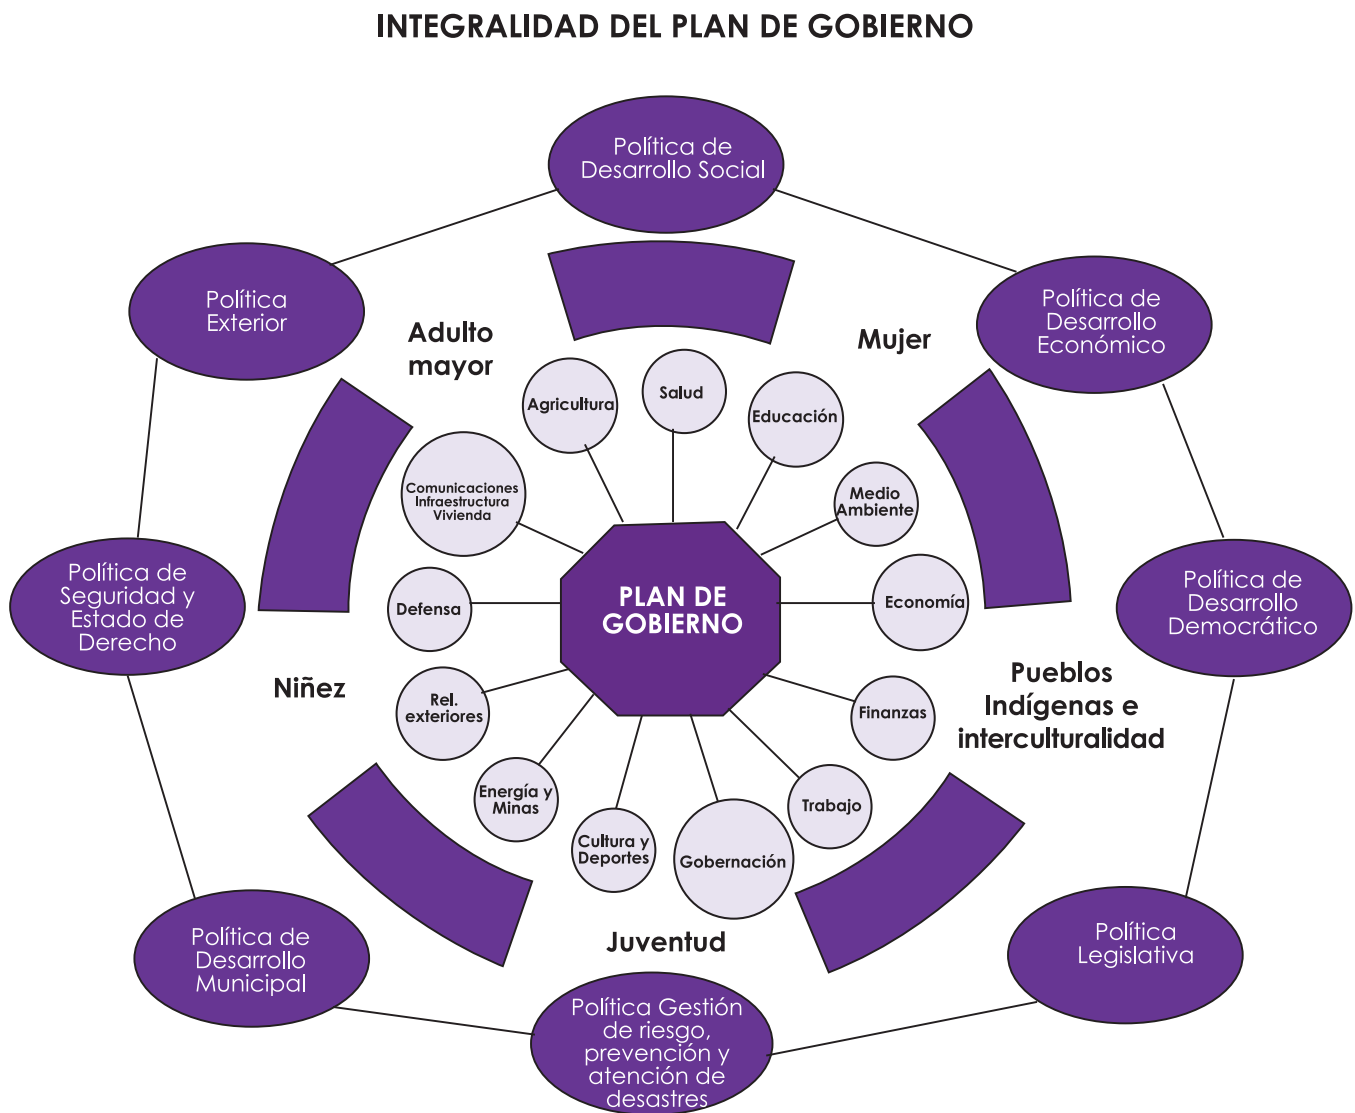 INTEGRALIDAD DEL PLAN DE GOBIERNO
Política de
Desarrollo Social
Política
Exterior
Política de
Desarrollo
Económico
Adulto
mayor
Mujer
Agricultura
Salud
Educación
Comunicaciones
Infraestructura
Vivienda
Medio
Ambiente
Política de
Seguridad y
Estado de
Derecho
Defensa
PLAN DE
GOBIERNO
Economía
Política de
Desarrollo
Democrático
Niñez
Rel.
exteriores
Finanzas
Pueblos
Indígenas e
interculturalidad
Energía y
Minas
Cultura y
Deportes
Gobernación
Trabajo
Política de
Desarrollo
Municipal
Juventud
Política
Legislativa
Política Gestión
de riesgo,
prevención y
atención de
desastres